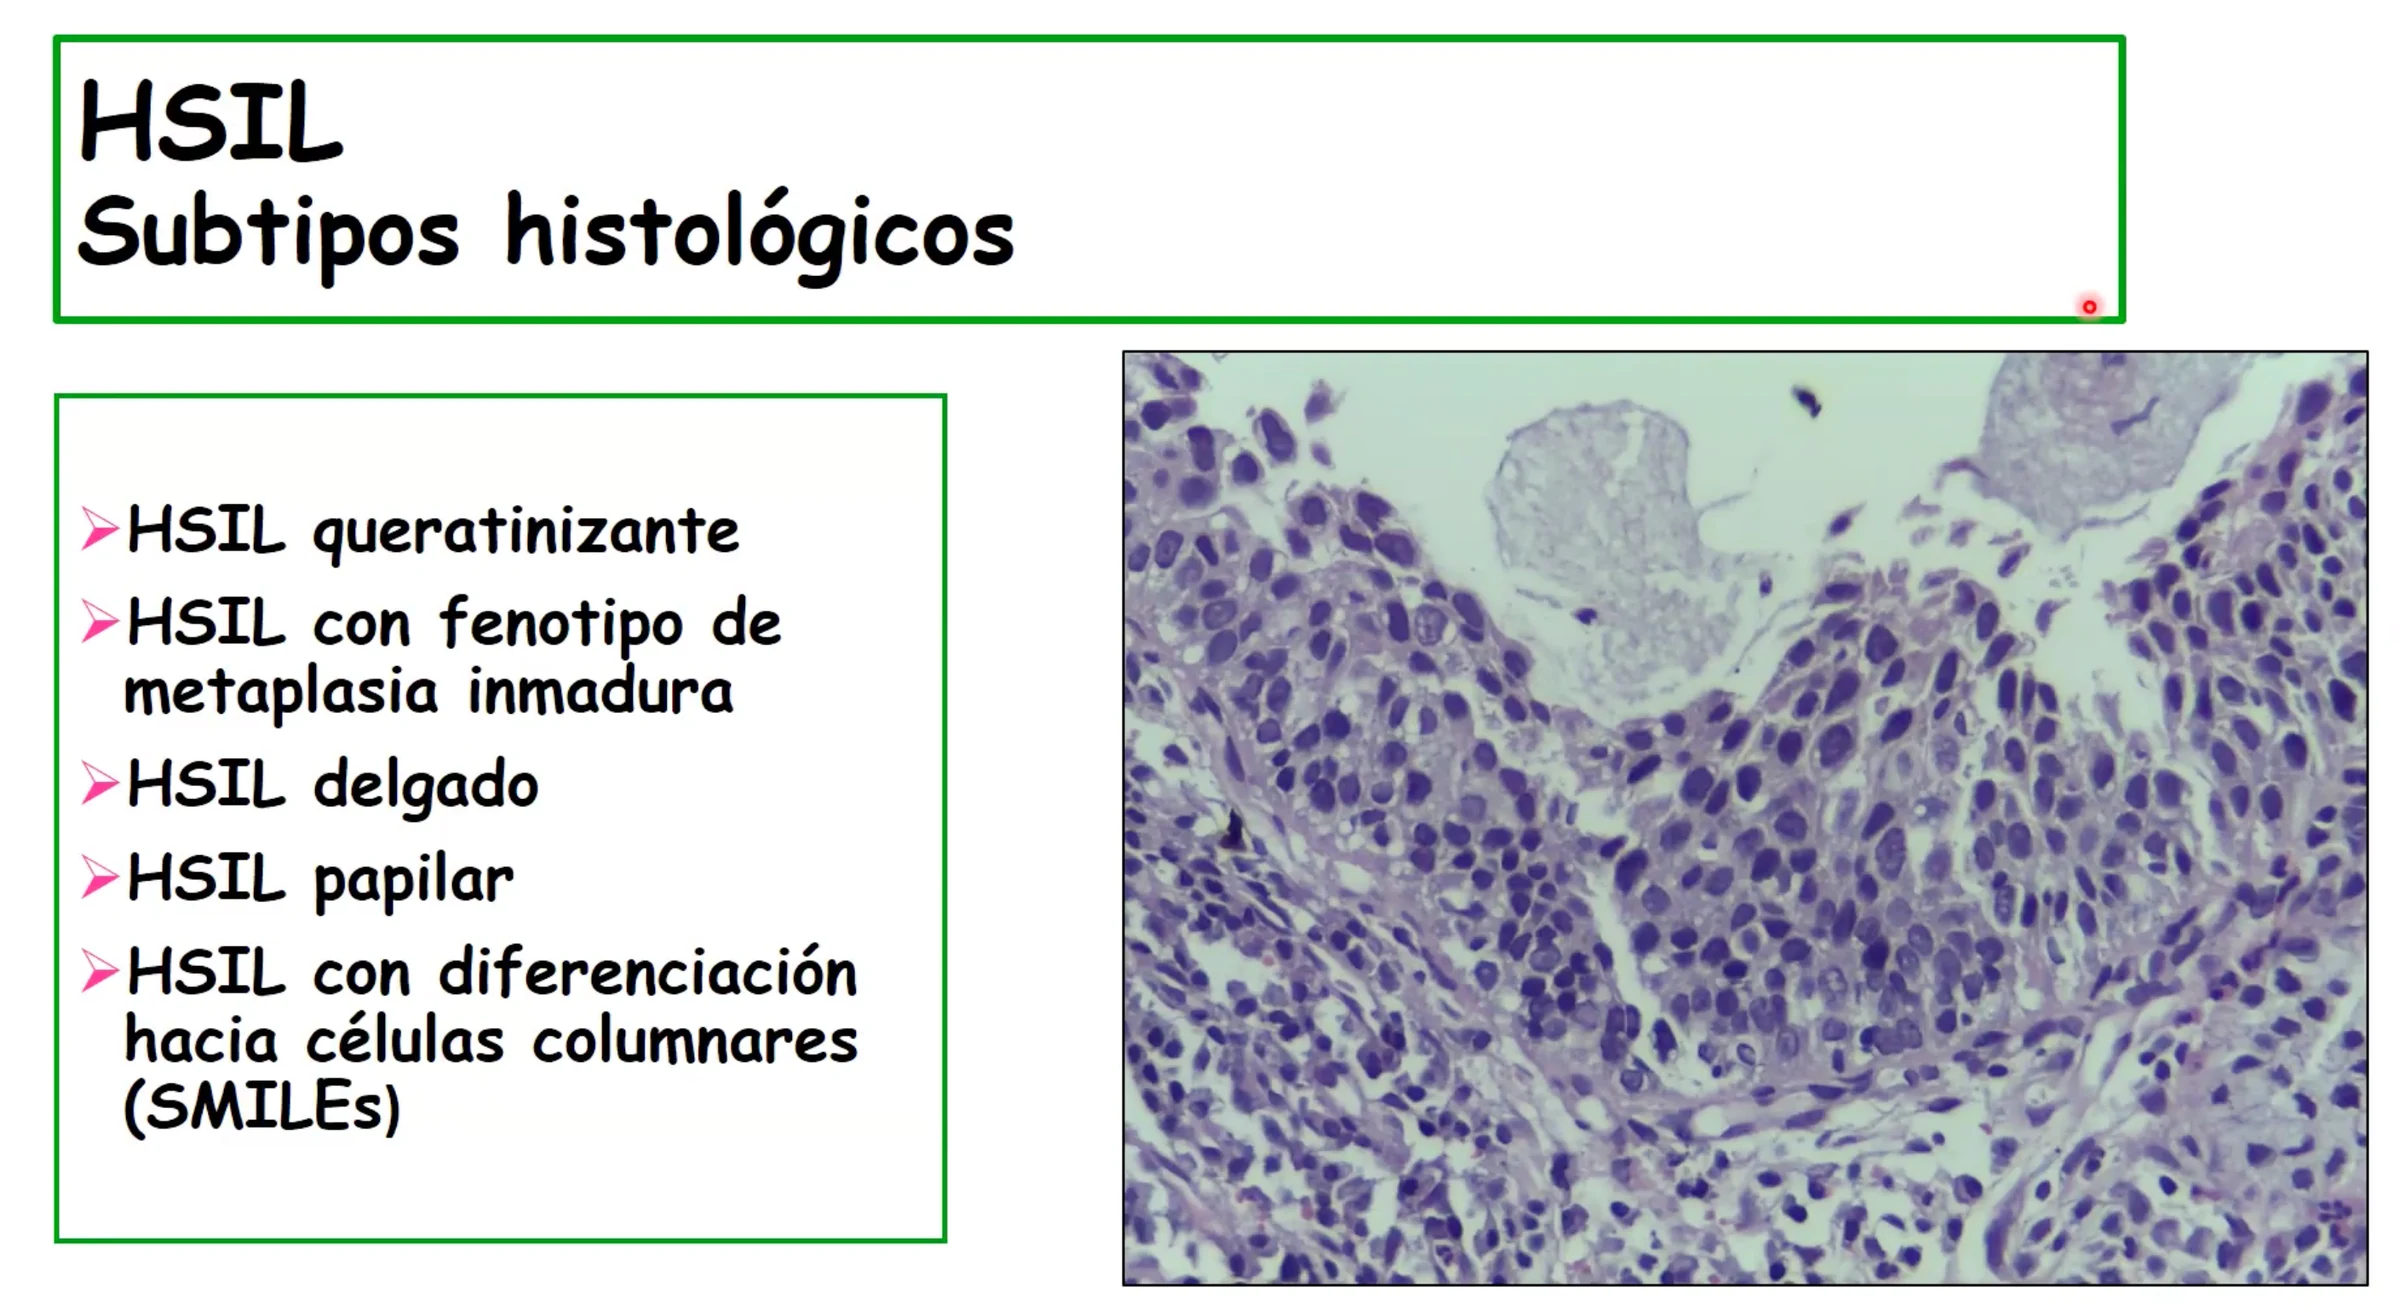 HSIL
Subtipos histológicos
HSIL queratinizante
HSIL con fenotipo de
metaplasia inmadura
HSIL delgado
HSIL papilar
HSIL con diferenciación
hacia células columnares
(SMILEs)